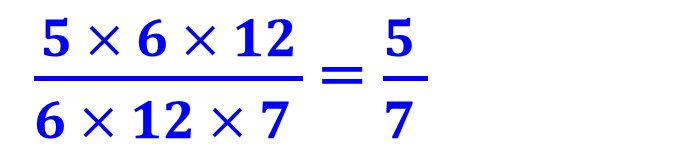 5 × 6 × 12 / 6 × 12 × 7 = 5 / 7